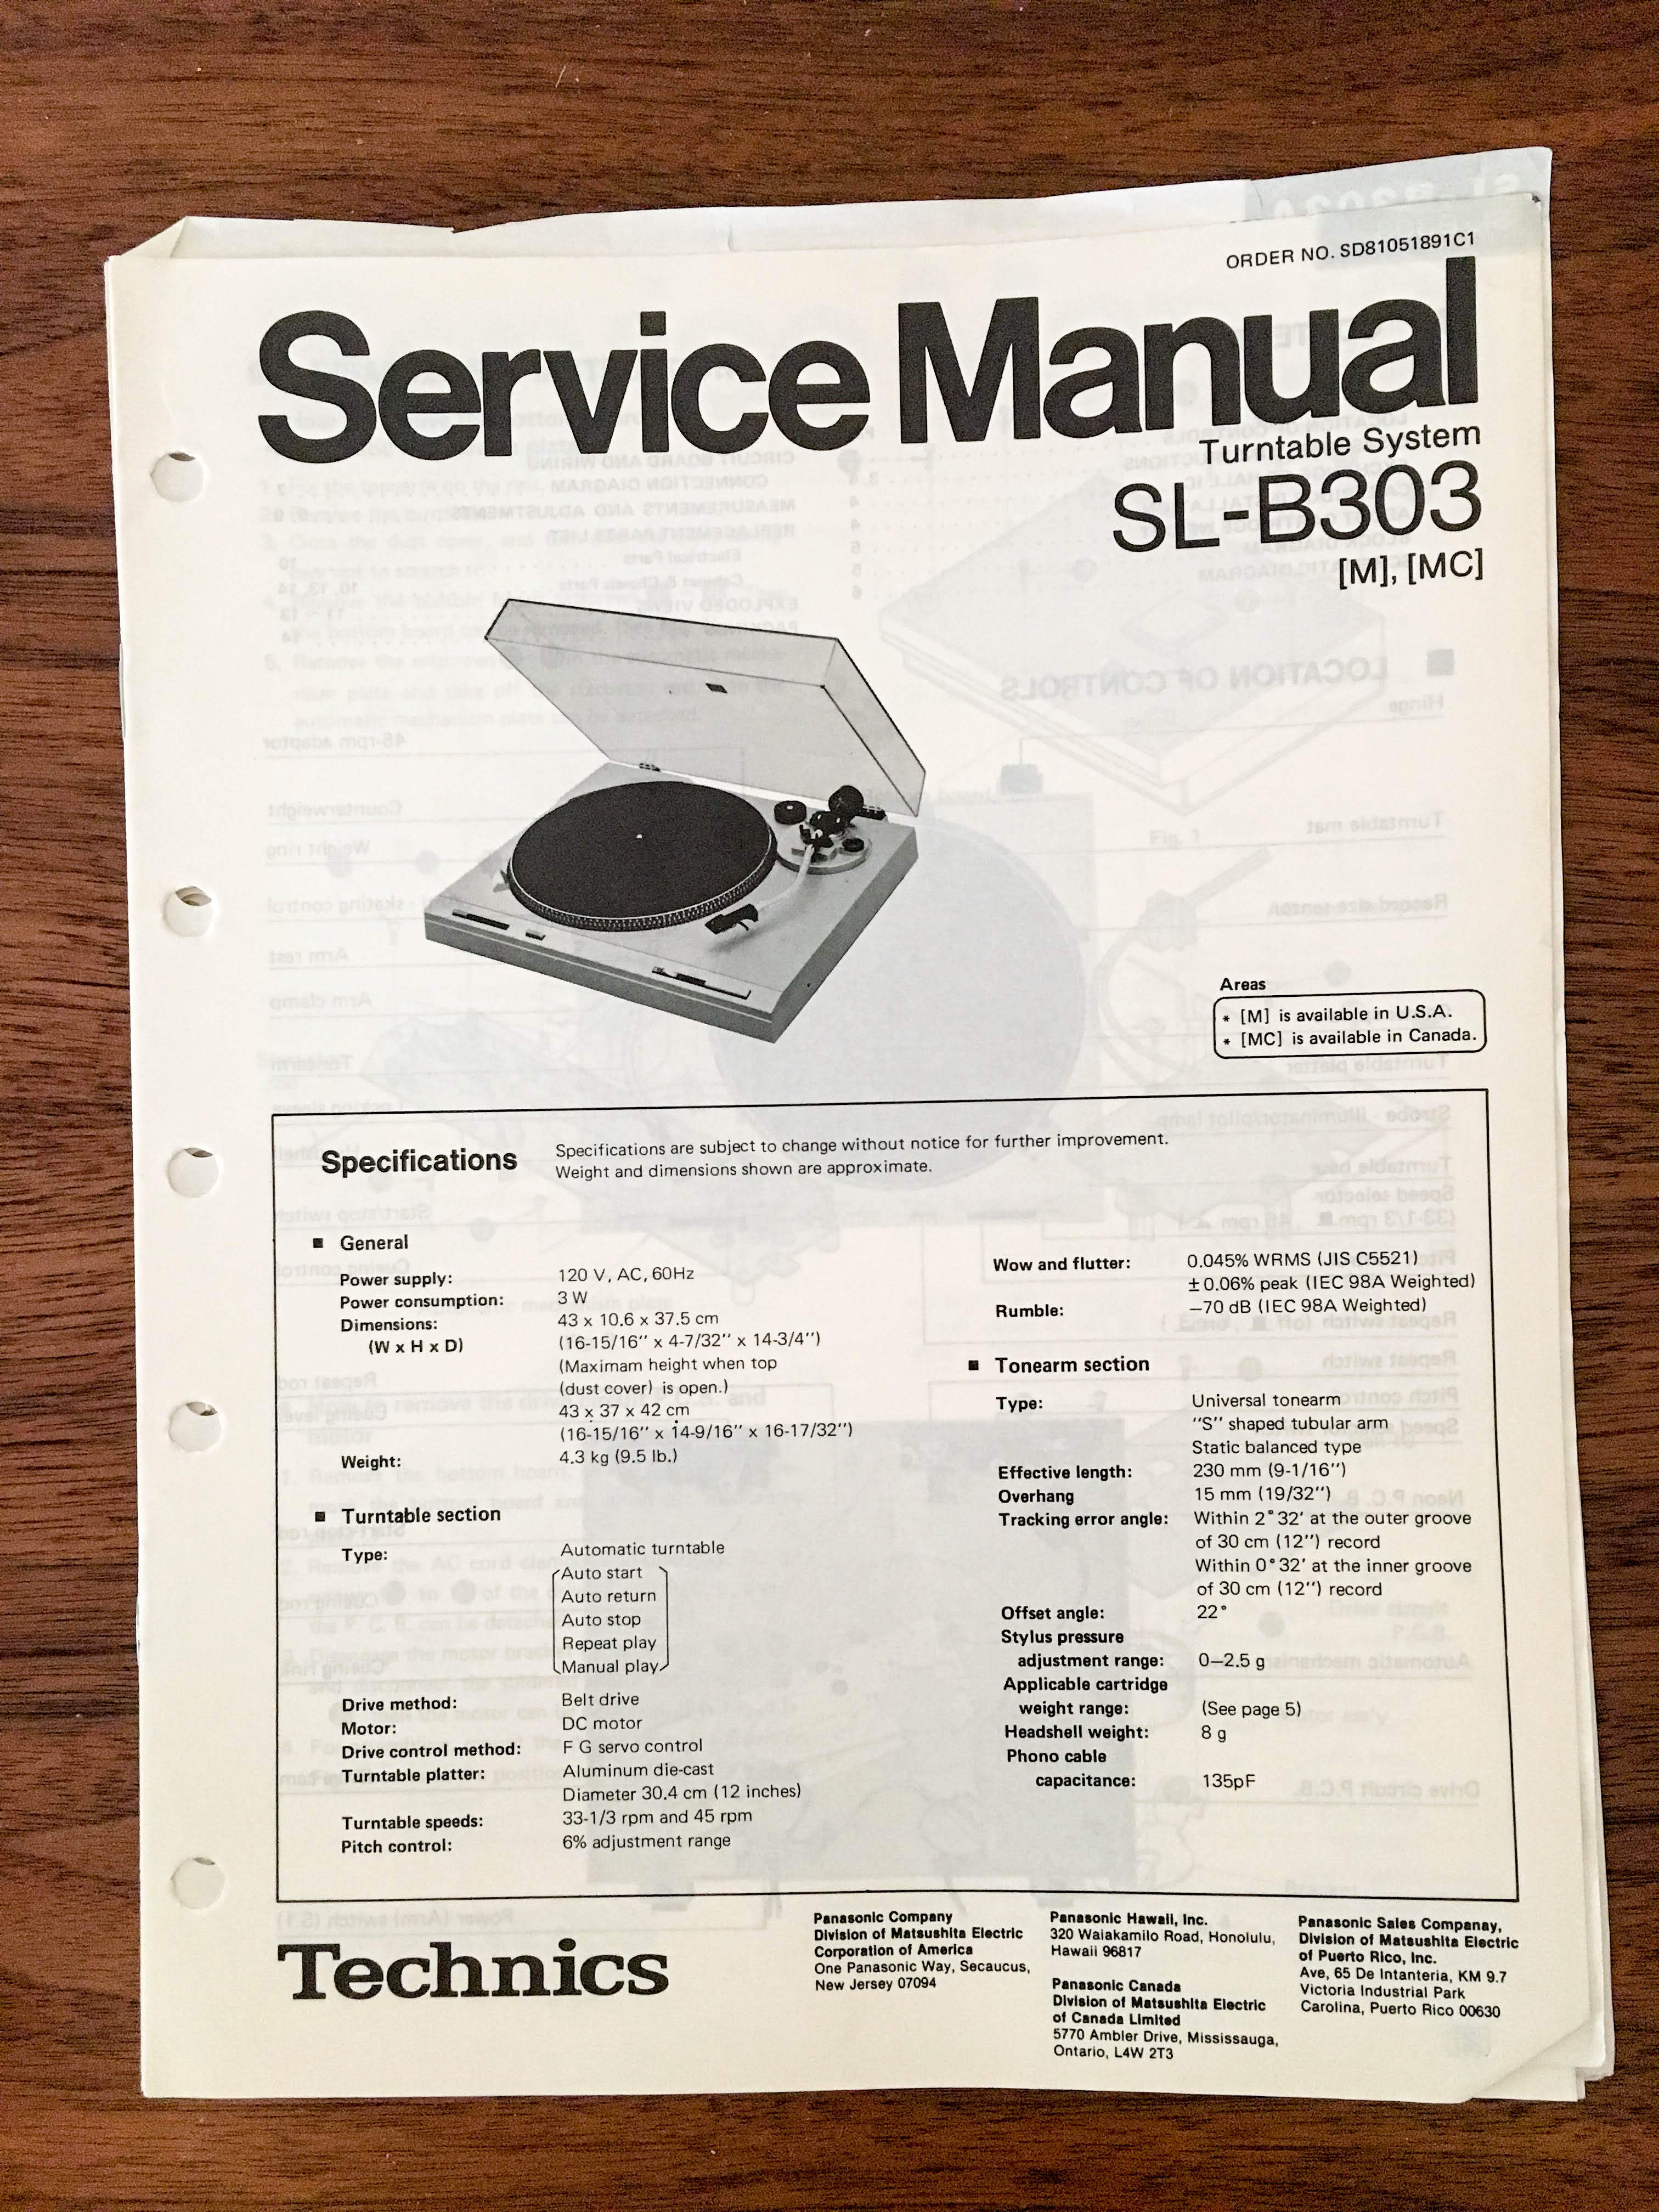 ORDER NO. SD81051891C1
Service Manual
Turntable System
SL-B303
[M], [MC]
Areas
* [M] is available in U.S.A.
* [MC] is available in Canada.
Specifications
Specifications are subject to change without notice for further improvement.
Weight and dimensions shown are approximate.
■ General
Power supply: 120 V, AC, 60Hz
Power consumption: 3 W
Dimensions: 43 x 10.6 x 37.5 cm
(W x H x D) (16-15/16" x 4-7/32" x 14-3/4")
(Maximam height when top
(dust cover) is open.)
43 x 37 x 42 cm
(16-15/16" x 14-9/16" x 16-17/32")
Weight: 4.3 kg (9.5 lb.)
■ Turntable section
Type: Automatic turntable
Auto start
Auto return
Auto stop
Repeat play
Manual play
Drive method: Belt drive
Motor: DC motor
Drive control method: F G servo control
Turntable platter: Aluminum die-cast
Diameter 30.4 cm (12 inches)
Turntable speeds: 33-1/3 rpm and 45 rpm
Pitch control: 6% adjustment range
Wow and flutter: 0.045% WRMS (JIS C5521)
±0.06% peak (IEC 98A Weighted)
Rumble: −70 dB (IEC 98A Weighted)
■ Tonearm section
Type: Universal tonearm
"S" shaped tubular arm
Static balanced type
Effective length: 230 mm (9-1/16")
Overhang 15 mm (19/32")
Tracking error angle: Within 2°32' at the outer groove
of 30 cm (12") record
Within 0°32' at the inner groove
of 30 cm (12") record
Offset angle: 22°
Stylus pressure
adjustment range: 0–2.5 g
Applicable cartridge
weight range: (See page 5)
Headshell weight: 8 g
Phono cable
capacitance: 135pF
Technics
Panasonic Company
Division of Matsushita Electric
Corporation of America
One Panasonic Way, Secaucus,
New Jersey 07094
Panasonic Hawaii, Inc.
320 Waiakamilo Road, Honolulu,
Hawaii 96817
Panasonic Canada
Division of Matsushita Electric
of Canada Limited
5770 Ambler Drive, Mississauga,
Ontario, L4W 2T3
Panasonic Sales Companay,
Division of Matsushita Electric
of Puerto Rico, Inc.
Ave, 65 De Intanteria, KM 9.7
Victoria Industrial Park
Carolina, Puerto Rico 00630